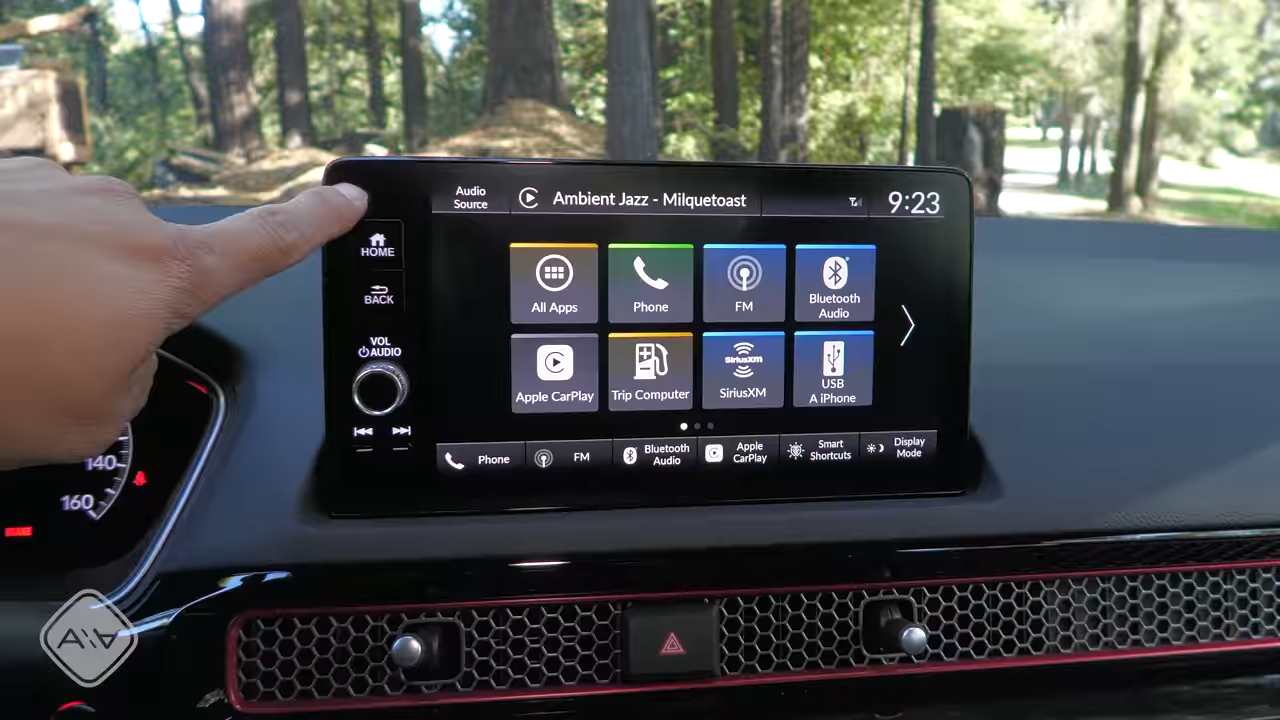 Audio
Source
Ambient Jazz - Milquetoast
9:23
HOME
BACK
VOL
AUDIO
All Apps
Phone
FM
Bluetooth
Audio
Apple CarPlay
Trip Computer
SiriusXM
SiriusXM
USB
A iPhone
Phone
FM
Bluetooth
Audio
Apple
CarPlay
Smart
Shortcuts
Display
Mode
140
160
BRAKE